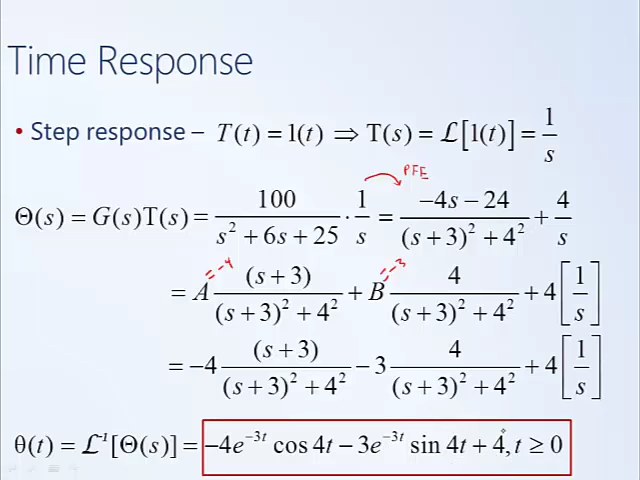 Time Response
• Step response – T(t) = 1(t) ⇒ T(s) = ℒ[1(t)] = 1/s
PFE
Θ(s) = G(s)T(s) = 100/(s² + 6s + 25) · 1/s = (−4s − 24)/((s + 3)² + 4²) + 4/s
=−4 =−3
= A (s + 3)/((s + 3)² + 4²) + B 4/((s + 3)² + 4²) + 4[1/s]
= −4 (s + 3)/((s + 3)² + 4²) − 3 4/((s + 3)² + 4²) + 4[1/s]
θ(t) = ℒ⁻¹[Θ(s)] = −4e⁻³ᵗ cos 4t − 3e⁻³ᵗ sin 4t + 4, t ≥ 0